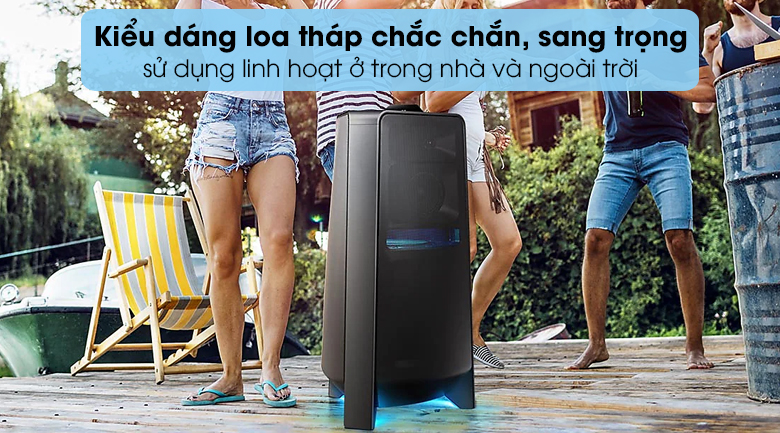 Kiểu dáng loa tháp chắc chắn, sang trọng
sử dụng linh hoạt ở trong nhà và ngoài trời